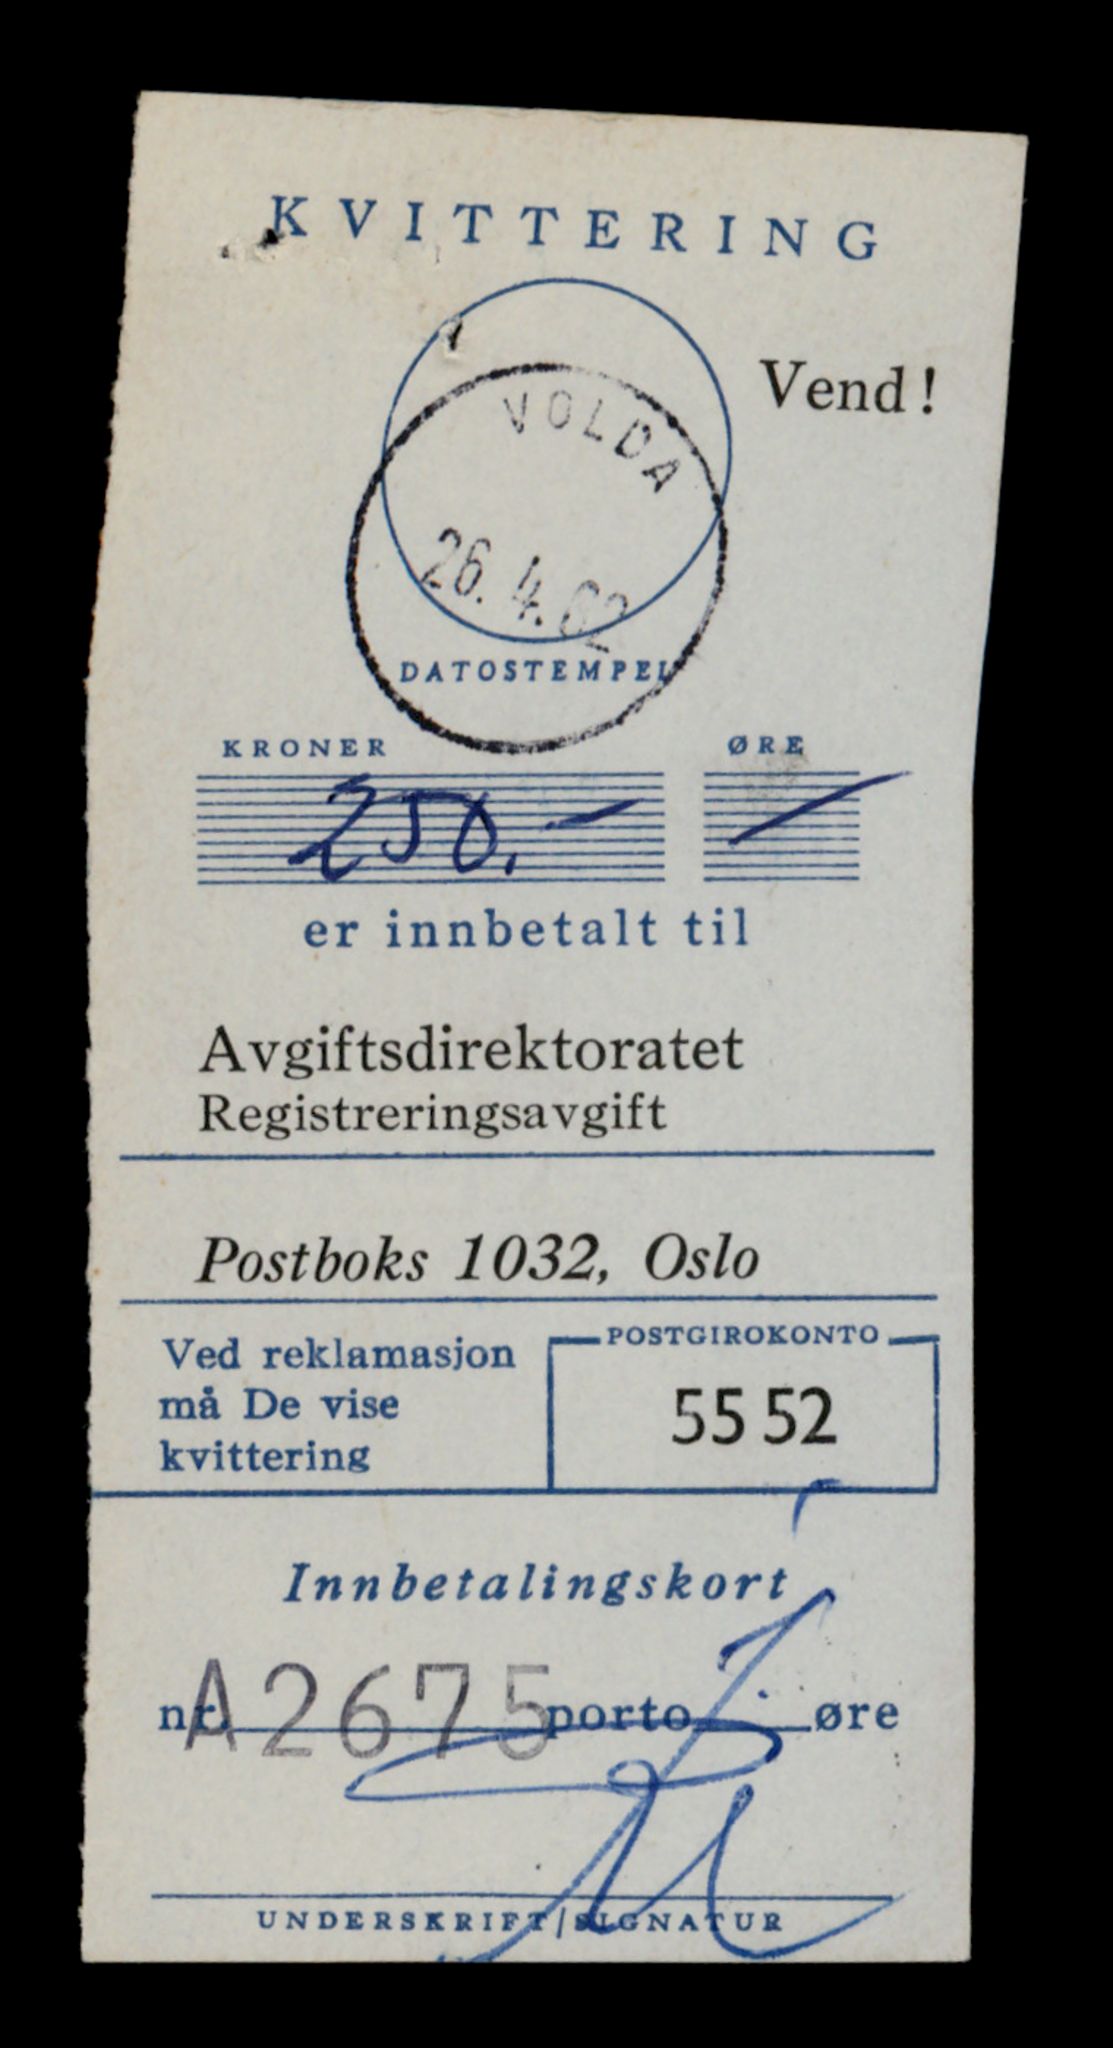 KVITTERING
Vend!
VOLDA
26.4.62
DATOSTEMPEL
KRONER ØRE
250.- -
er innbetalt til
Avgiftsdirektoratet
Registreringsavgift
Postboks 1032, Oslo
Ved reklamasjon
må De vise
kvittering
POSTGIROKONTO
55 52
Innbetalingskort
nr. A2675 porto øre
UNDERSKRIFT/SIGNATUR